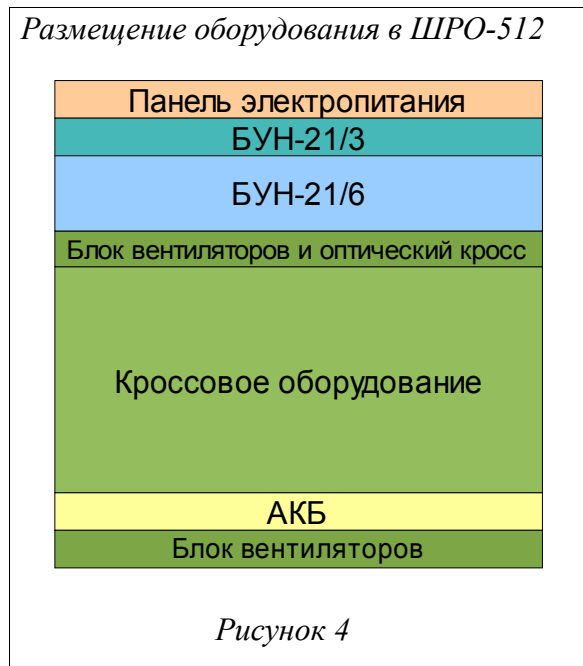 Размещение оборудования в ШРО-512
Панель электропитания
БУН-21/3
БУН-21/6
Блок вентиляторов и оптический кросс
Кроссовое оборудование
АКБ
Блок вентиляторов
Рисунок 4